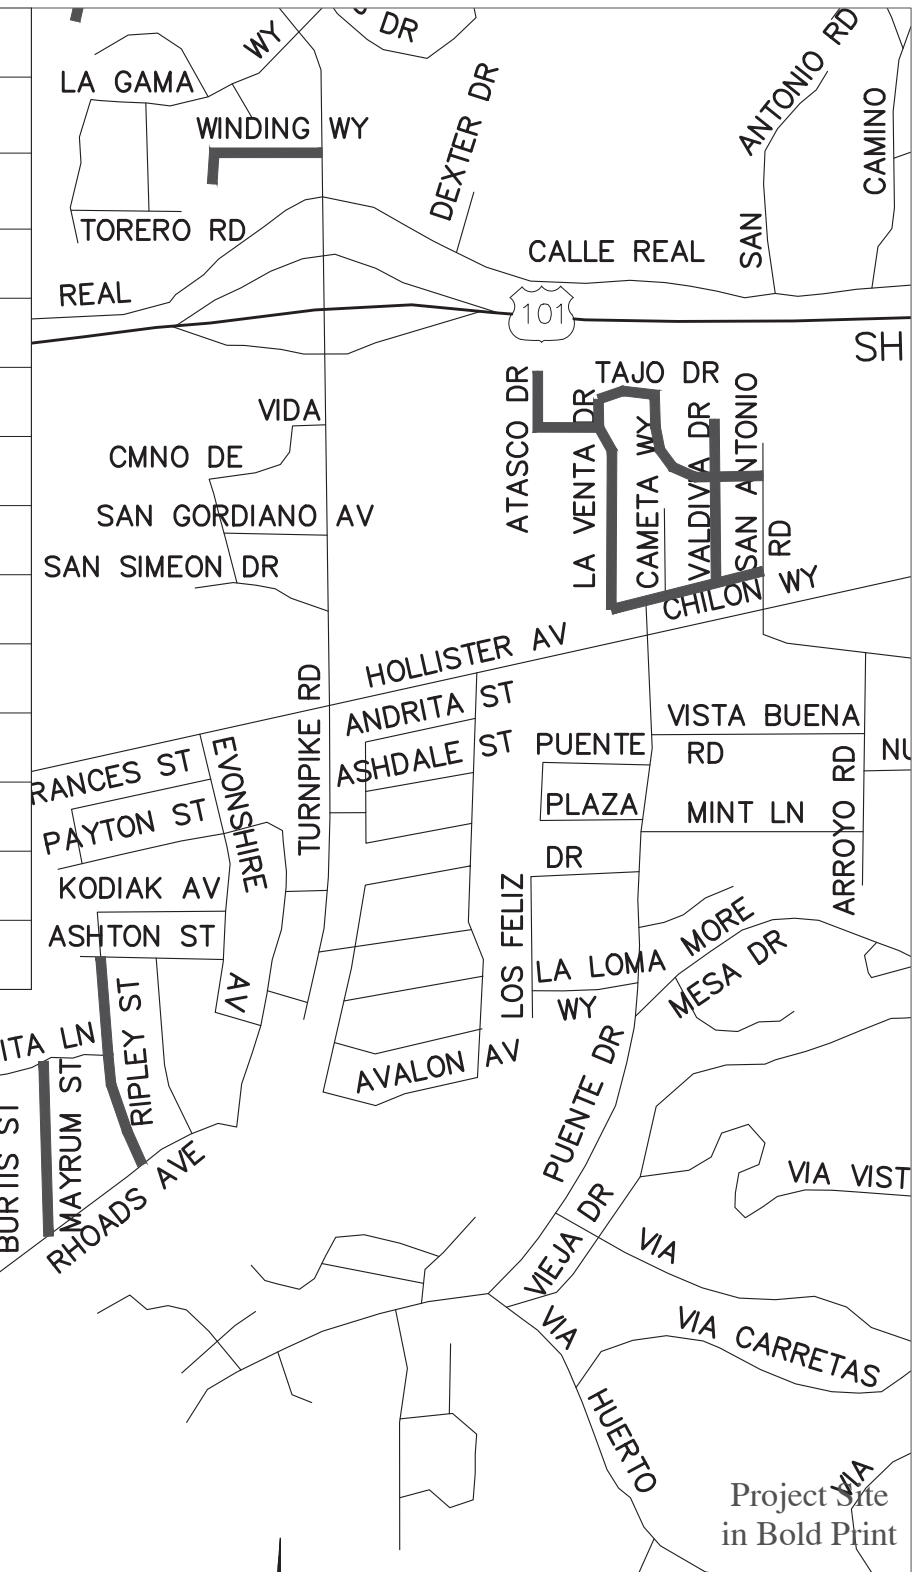 DR
WY
LA GAMA
WINDING WY
DEXTER DR
ANTONIO RD
SAN
CAMINO
TORERO RD
CALLE REAL
REAL
101
SH
TAJO DR
ATASCO DR
LA VENTA DR
CAMETA WY
VALDIVIA DR
SAN ANTONIO
RD
VIDA
CMNO DE
SAN GORDIANO AV
SAN SIMEON DR
CHILON WY
HOLLISTER AV
TURNPIKE RD
ANDRITA ST
ASHDALE ST
PUENTE
PLAZA
DR
VISTA BUENA
RD
NU
MINT LN
ARROYO RD
RANCES ST
PAYTON ST
EVONSHIRE
AV
KODIAK AV
ASHTON ST
LOS FELIZ
WY
LA LOMA MORE
MESA DR
ITA LN
RIPLEY ST
MAYRUM ST
BURTIS ST
AVALON AV
PUENTE DR
RHOADS AVE
VIEJA DR
VIA VIST
VIA
VIA CARRETAS
VIA
HUERTO
VIA
Project Site
in Bold Print